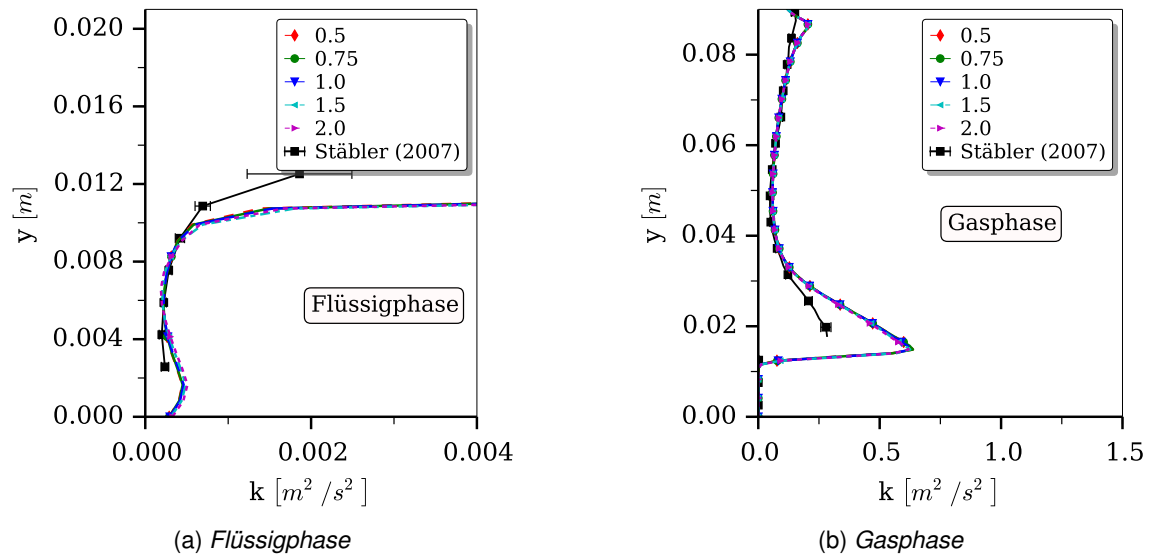 0.5
0.75
1.0
1.5
2.0
Stäbler (2007)
Flüssigphase
0.020
0.016
0.012
0.008
0.004
0.000
y [m]
0.000
0.002
0.004
k [m² /s² ]
(a) Flüssigphase
0.5
0.75
1.0
1.5
2.0
Stäbler (2007)
Gasphase
0.08
0.06
0.04
0.02
0.00
y [m]
0.0
0.5
1.0
1.5
k [m² /s² ]
(b) Gasphase